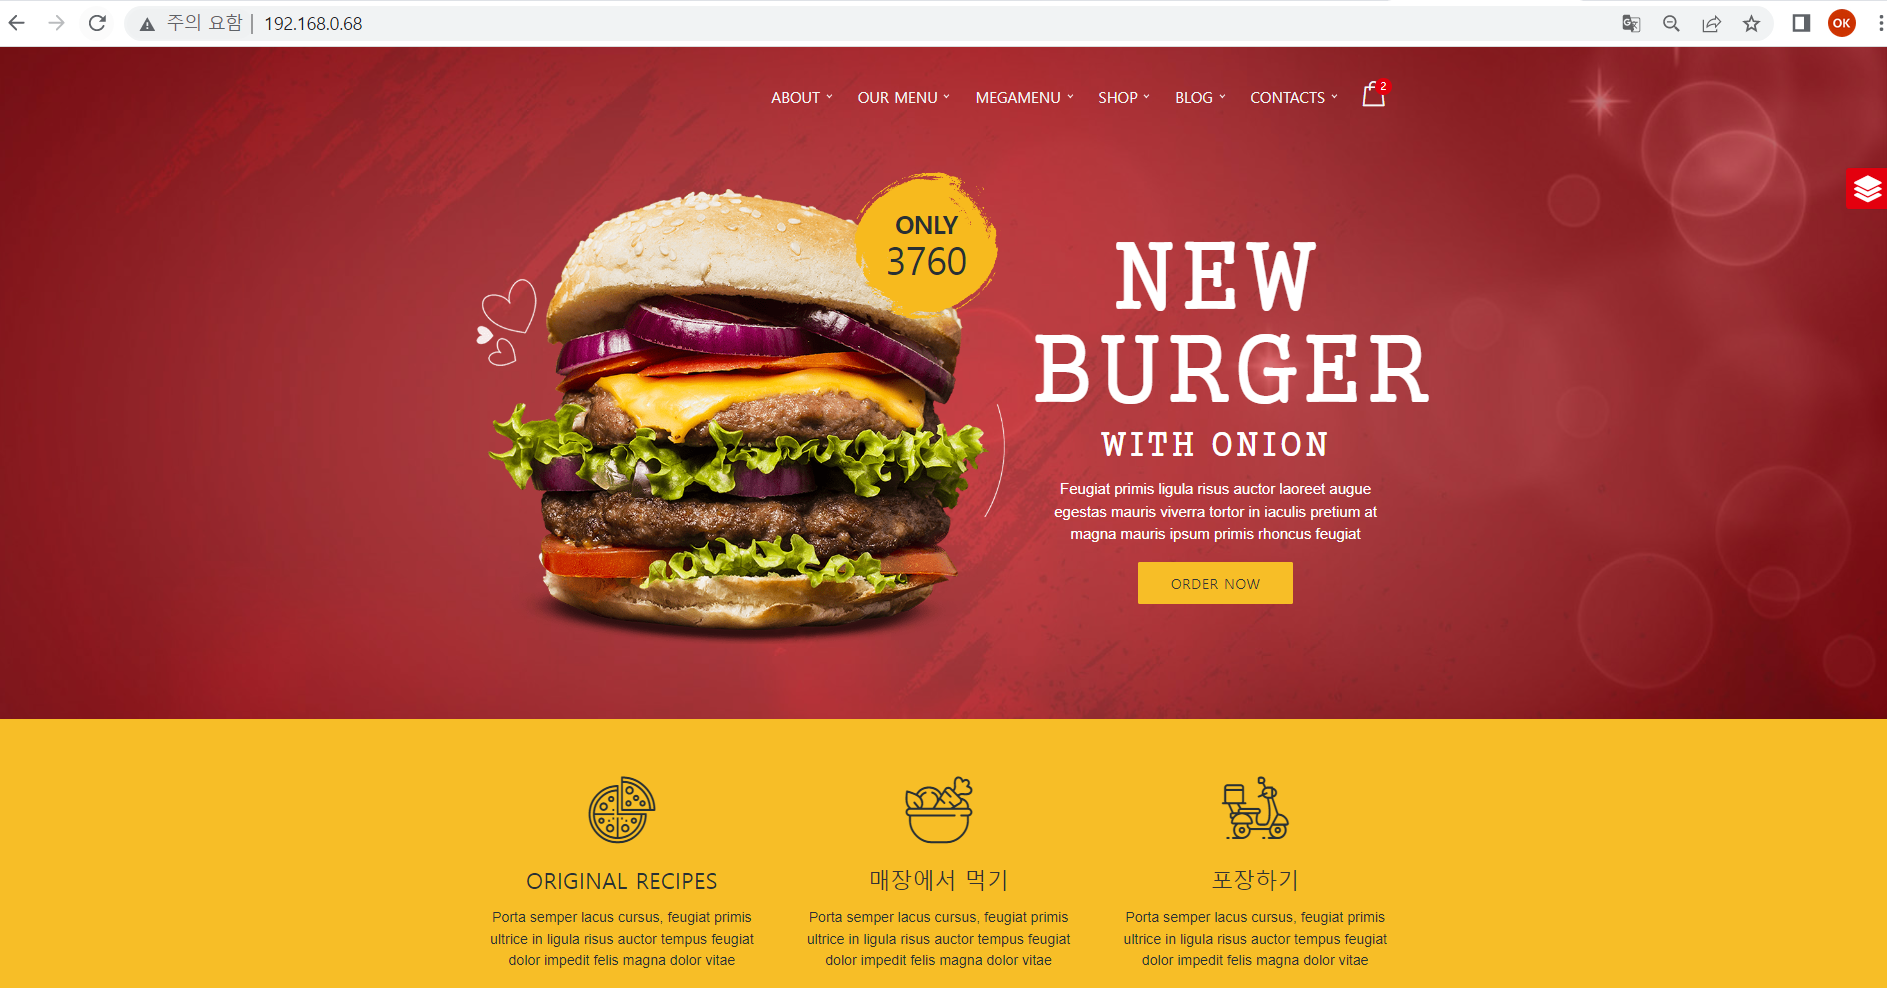 주의 요함 | 192.168.0.68
OK
ABOUT
OUR MENU
MEGAMENU
SHOP
BLOG
CONTACTS
2
ONLY
3760
NEW
BURGER
WITH ONION
Feugiat primis ligula risus auctor laoreet augue
egestas mauris viverra tortor in iaculis pretium at
magna mauris ipsum primis rhoncus feugiat
ORDER NOW
ORIGINAL RECIPES
Porta semper lacus cursus, feugiat primis
ultrice in ligula risus auctor tempus feugiat
dolor impedit felis magna dolor vitae
매장에서 먹기
Porta semper lacus cursus, feugiat primis
ultrice in ligula risus auctor tempus feugiat
dolor impedit felis magna dolor vitae
포장하기
Porta semper lacus cursus, feugiat primis
ultrice in ligula risus auctor tempus feugiat
dolor impedit felis magna dolor vitae